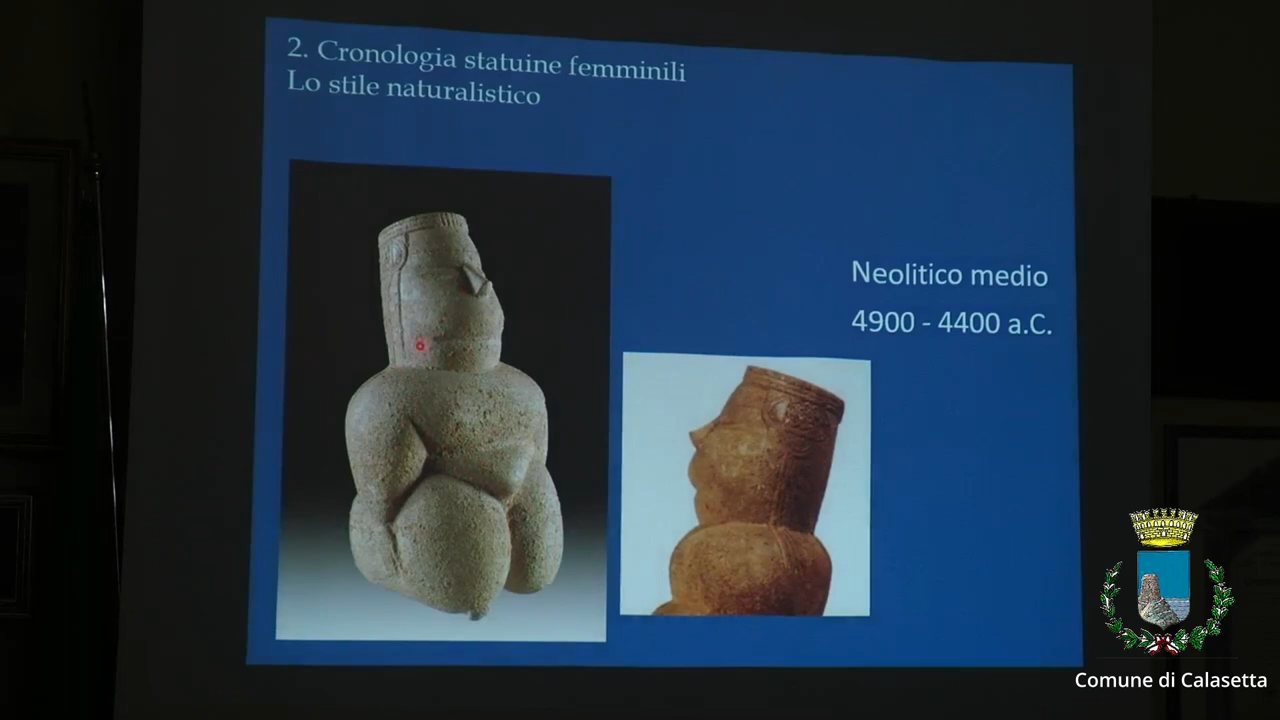 2. Cronologia statuine femminili
Lo stile naturalistico
Neolitico medio
4900 - 4400 a.C.
Comune di Calasetta